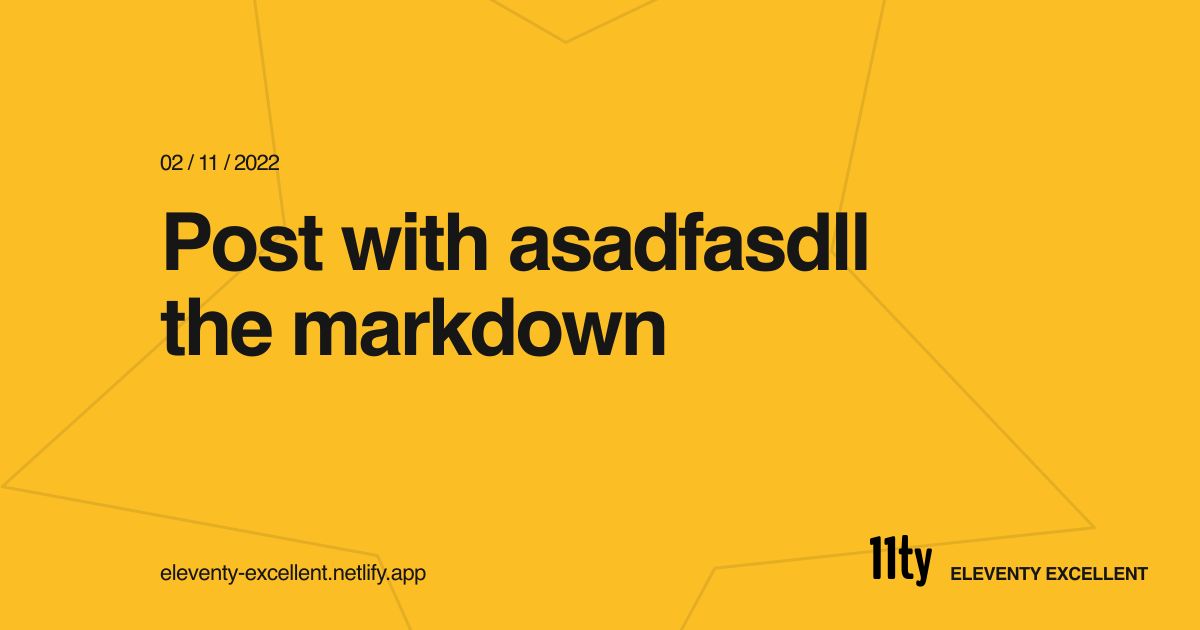 02 / 11 / 2022
Post with asadfasdll
the markdown
eleventy-excellent.netlify.app
11ty ELEVENTY EXCELLENT